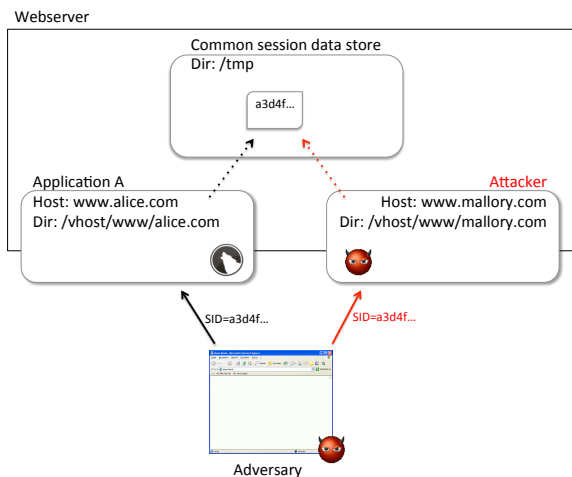 Webserver
Common session data store
Dir: /tmp
a3d4f...
Application A
Host: www.alice.com
Dir: /vhost/www/alice.com
Attacker
Host: www.mallory.com
Dir: /vhost/www/mallory.com
SID=a3d4f...
SID=a3d4f...
Adversary